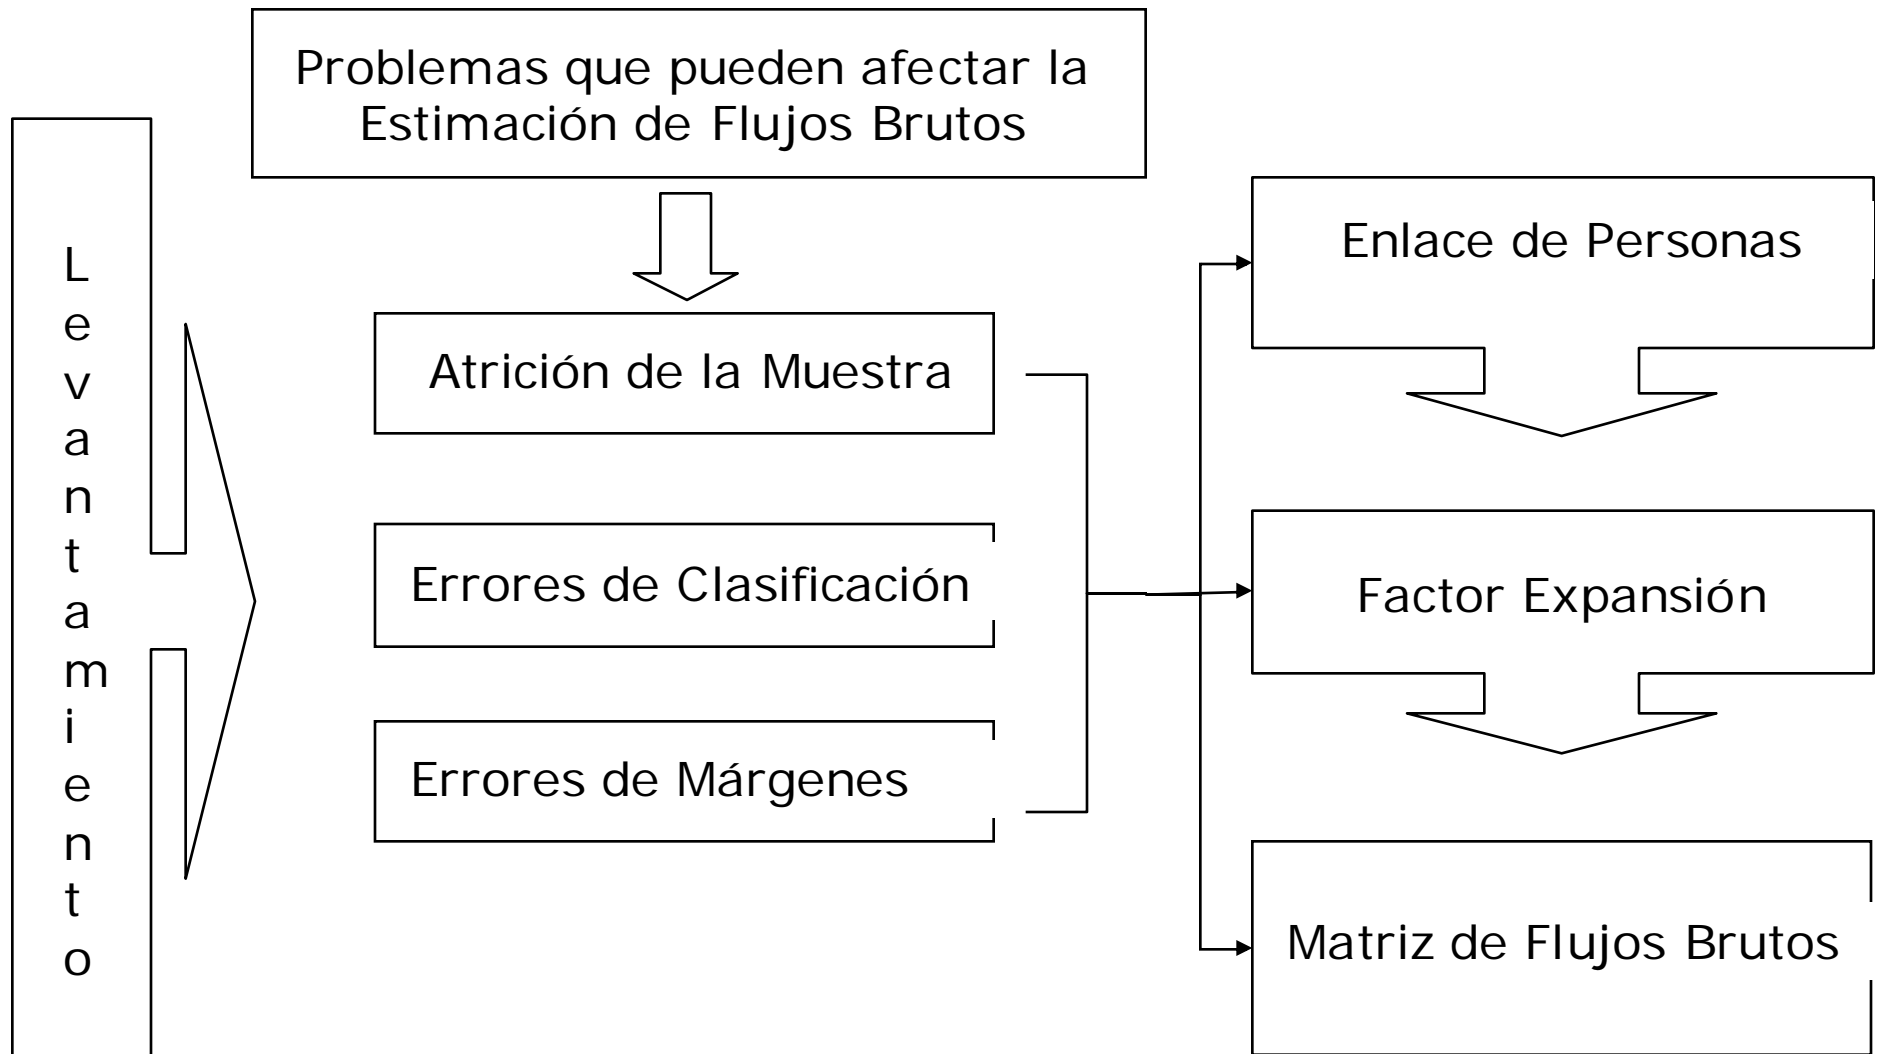 Problemas que pueden afectar la
Estimación de Flujos Brutos
Levantamiento
Atrición de la Muestra
Errores de Clasificación
Errores de Márgenes
Enlace de Personas
Factor Expansión
Matriz de Flujos Brutos